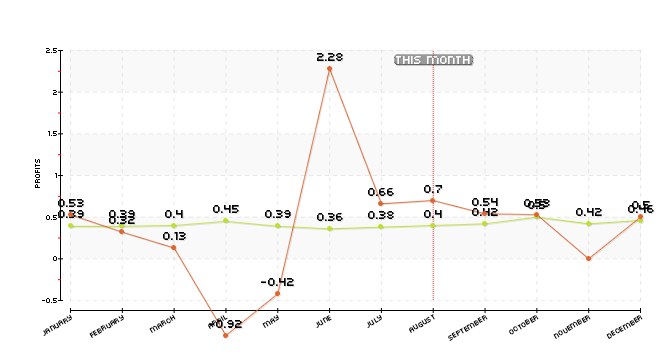 2.5
2
1.5
1
0.5
0
-0.5
PROFITS
THIS MONTH
0.53
0.39
0.39
0.32
0.4
0.13
0.45
-0.92
0.39
-0.42
2.28
0.36
0.66
0.38
0.7
0.4
0.54
0.42
0.53
0.5
0.42
0.5
0.46
JANUARY
FEBRUARY
MARCH
APRIL
MAY
JUNE
JULY
AUGUST
SEPTEMBER
OCTOBER
NOVEMBER
DECEMBER